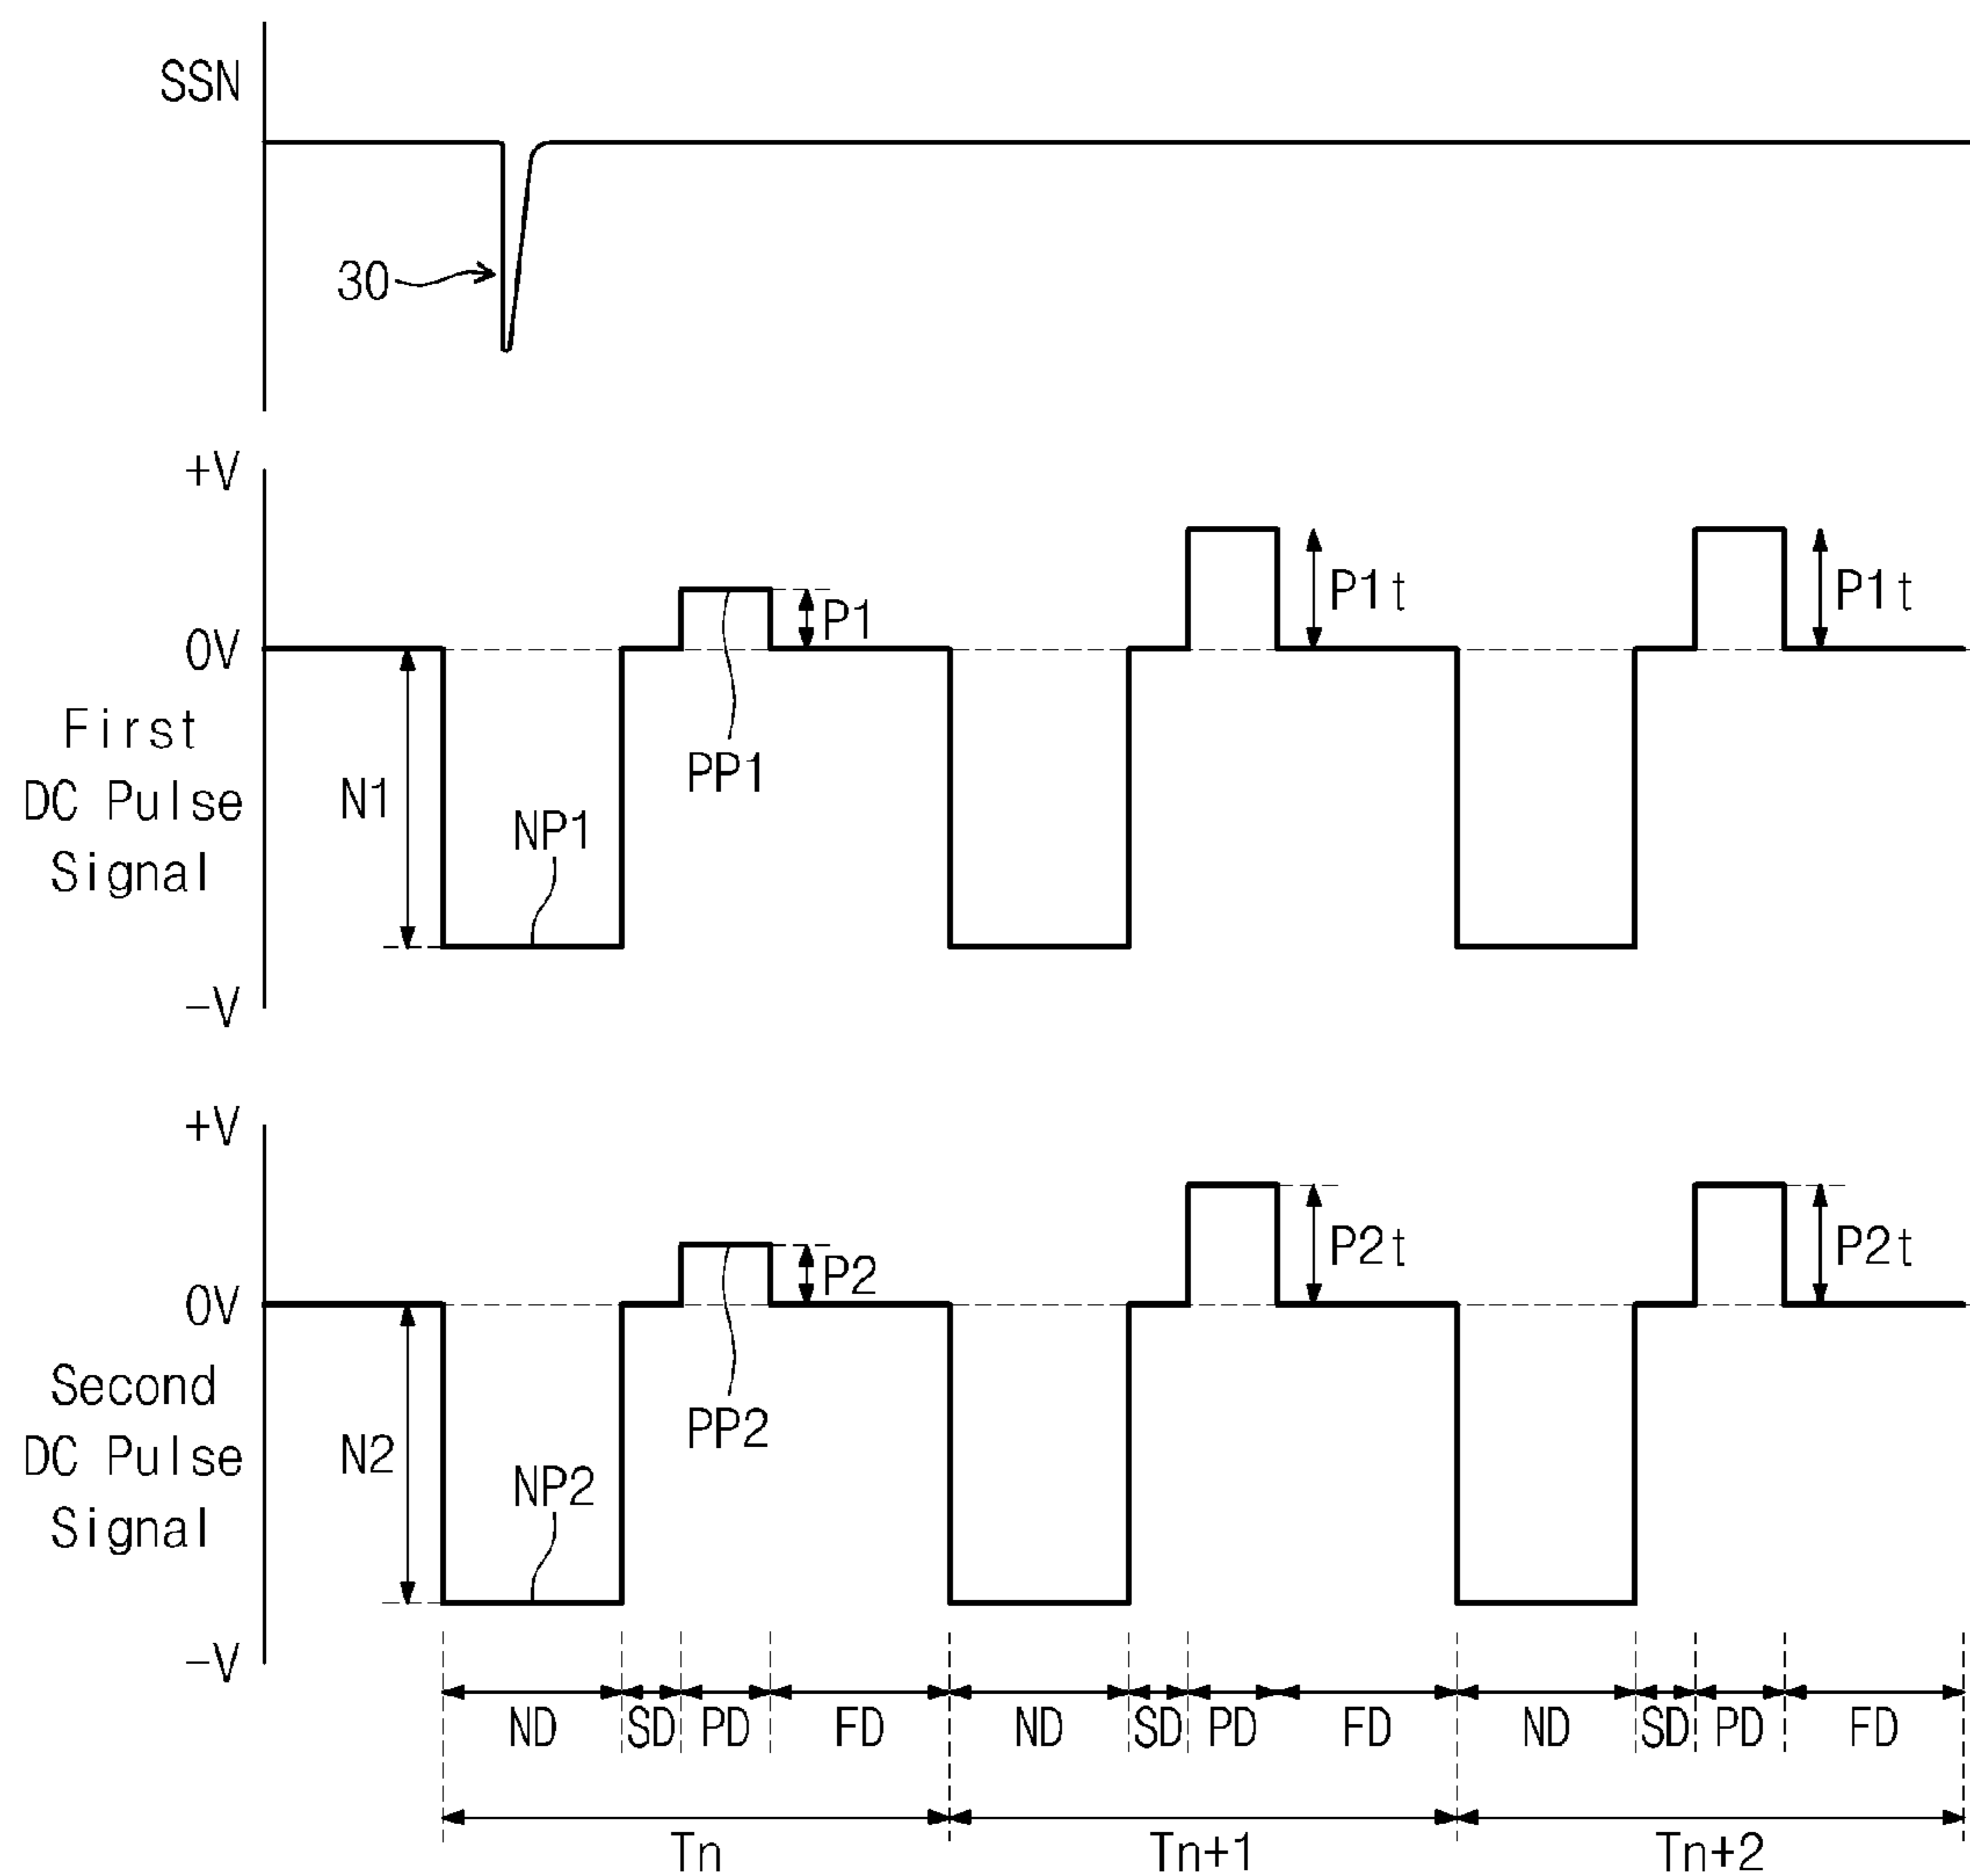 SSN
30
+V
P1
P1t
P1t
0V
First
DC Pulse
Signal
N1
PP1
NP1
-V
+V
P2
P2t
P2t
0V
Second
DC Pulse
Signal
N2
PP2
NP2
-V
ND SD PD FD ND SD PD FD ND SD PD FD
Tn Tn+1 Tn+2